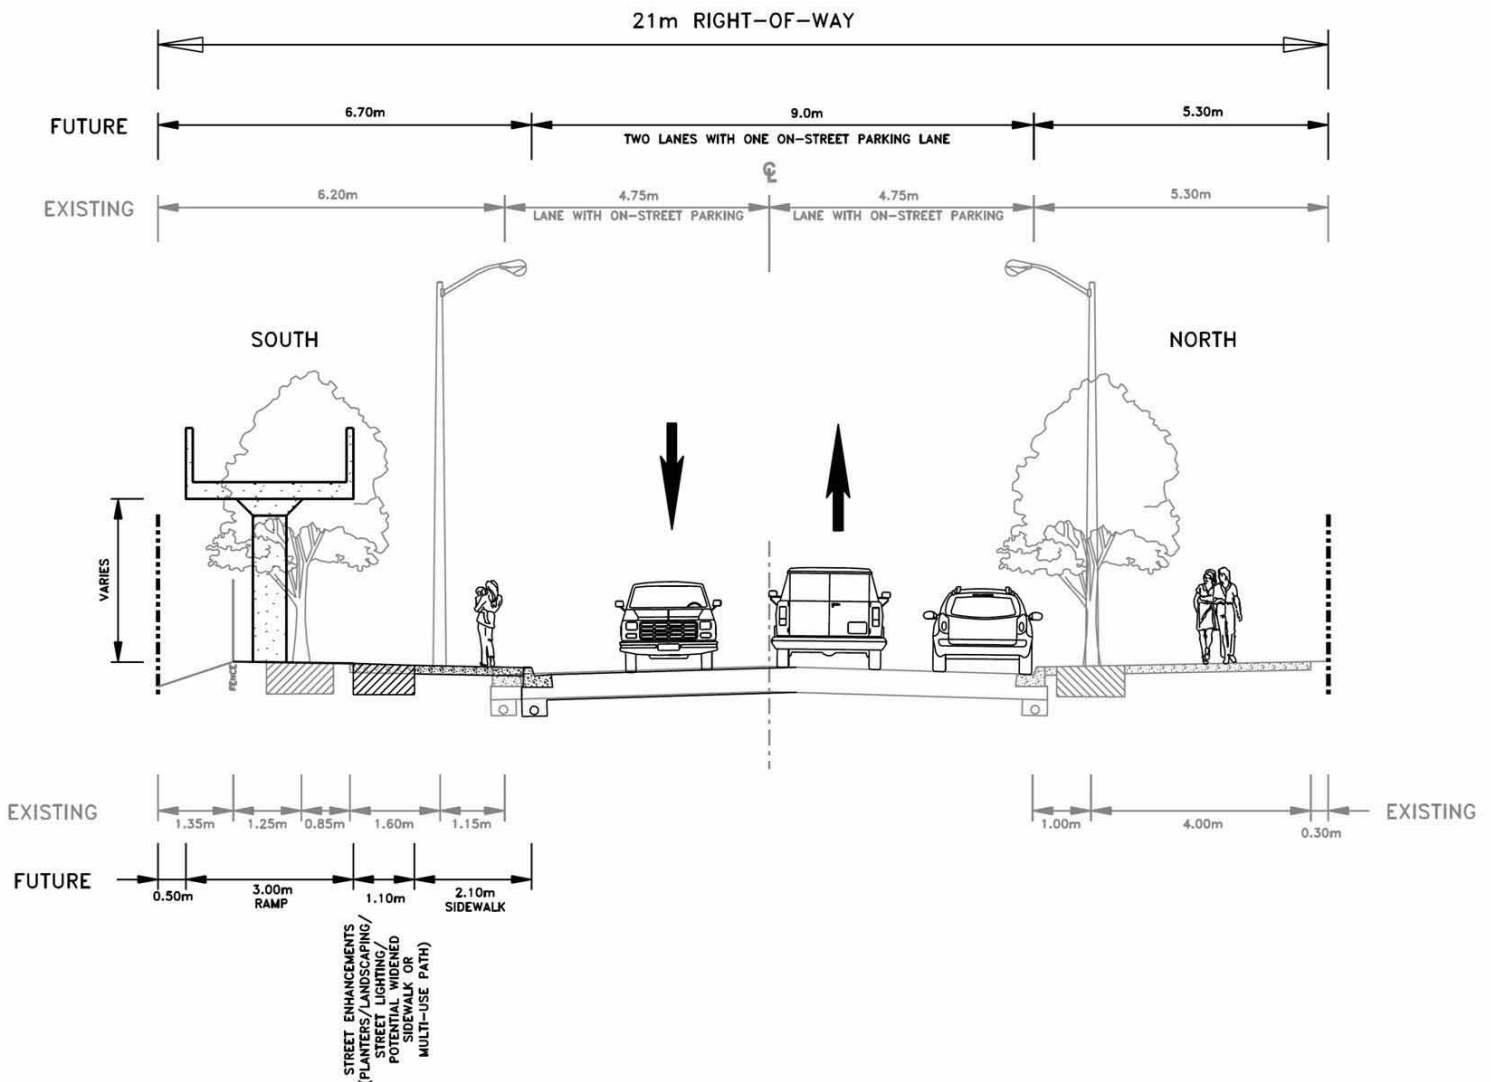 21m RIGHT-OF-WAY
FUTURE
6.70m
9.0m
5.30m
TWO LANES WITH ONE ON-STREET PARKING LANE
℄
EXISTING
6.20m
4.75m
4.75m
5.30m
LANE WITH ON-STREET PARKING
LANE WITH ON-STREET PARKING
SOUTH
NORTH
VARIES
FENCE
EXISTING
1.35m
1.25m
0.85m
1.60m
1.15m
1.00m
4.00m
0.30m
EXISTING
FUTURE
0.50m
3.00m
RAMP
1.10m
2.10m
SIDEWALK
STREET ENHANCEMENTS
(PLANTERS/LANDSCAPING/
STREET LIGHTING/
POTENTIAL WIDENED
SIDEWALK OR
MULTI-USE PATH)